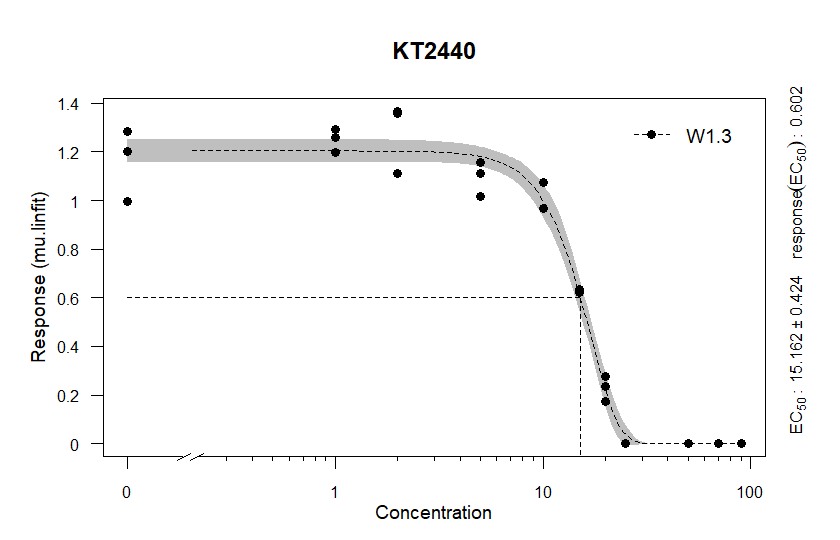 KT2440
1.4
1.2
1
0.8
0.6
0.4
0.2
0
Response (mu.linfit)
W1.3
0 1 10 100
Concentration
EC50 : 15.162 ± 0.424 response(EC50) : 0.602